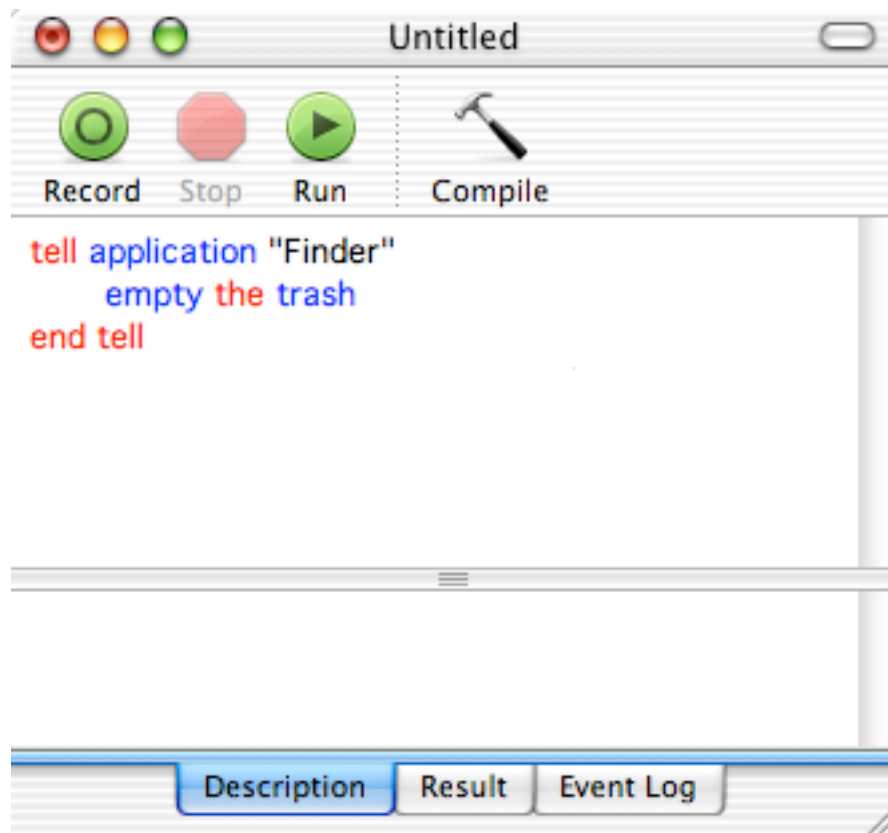 Untitled
Record Stop Run Compile
tell application "Finder"
empty the trash
end tell
Description Result Event Log